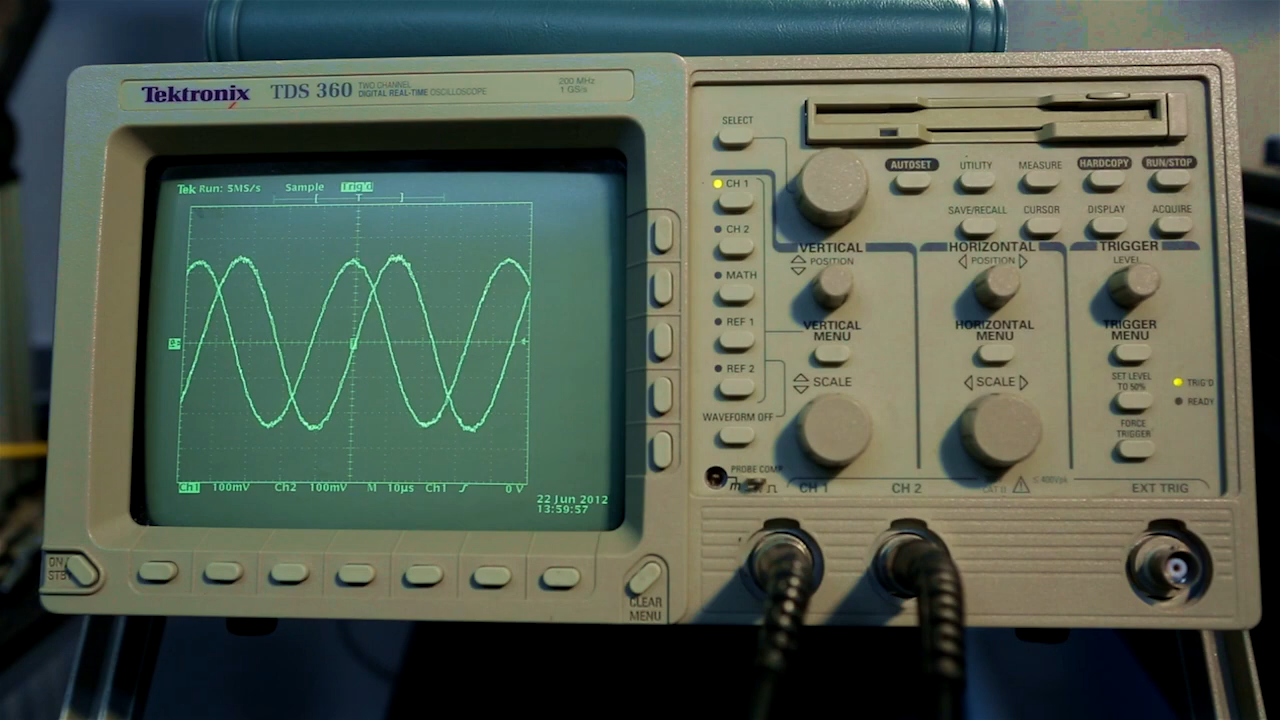 Tektronix TDS 360 TWO CHANNEL
DIGITAL REAL-TIME OSCILLOSCOPE
200 MHz
1 GS/s
Tek Run: 5MS/s Sample Trig'd
Ch1 100mV Ch2 100mV M 10µs Ch1 0 V
22 Jun 2012
13:59:57
ON/
STB
CLEAR
MENU
SELECT
CH 1
CH 2
MATH
REF 1
REF 2
WAVEFORM OFF
PROBE COMP
AUTOSET UTILITY MEASURE HARDCOPY RUN/STOP
SAVE/RECALL CURSOR DISPLAY ACQUIRE
VERTICAL HORIZONTAL TRIGGER
POSITION POSITION LEVEL
VERTICAL
MENU
HORIZONTAL
MENU
TRIGGER
MENU
SCALE SCALE
SET LEVEL
TO 50%
TRIG'D
READY
FORCE
TRIGGER
CH 1 CH 2 CAT II ≤ 400Vpk EXT TRIG